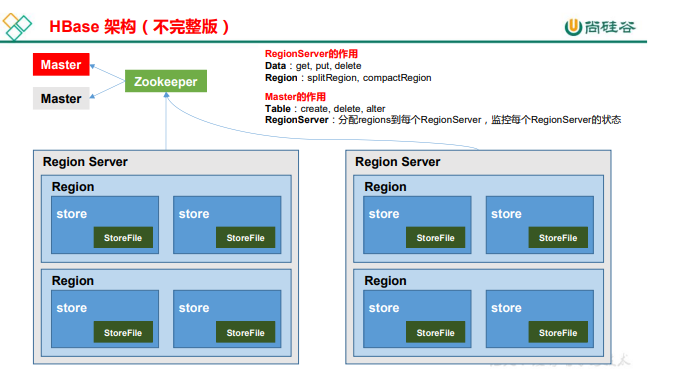 HBase 架构（不完整版）
尚硅谷
Master
Master
Zookeeper
RegionServer的作用
Data：get, put, delete
Region：splitRegion, compactRegion
Master的作用
Table：create, delete, alter
RegionServer：分配regions到每个RegionServer，监控每个RegionServer的状态
Region Server
Region
store
StoreFile
store
StoreFile
Region
store
StoreFile
store
StoreFile
Region Server
Region
store
StoreFile
store
StoreFile
Region
store
StoreFile
store
StoreFile